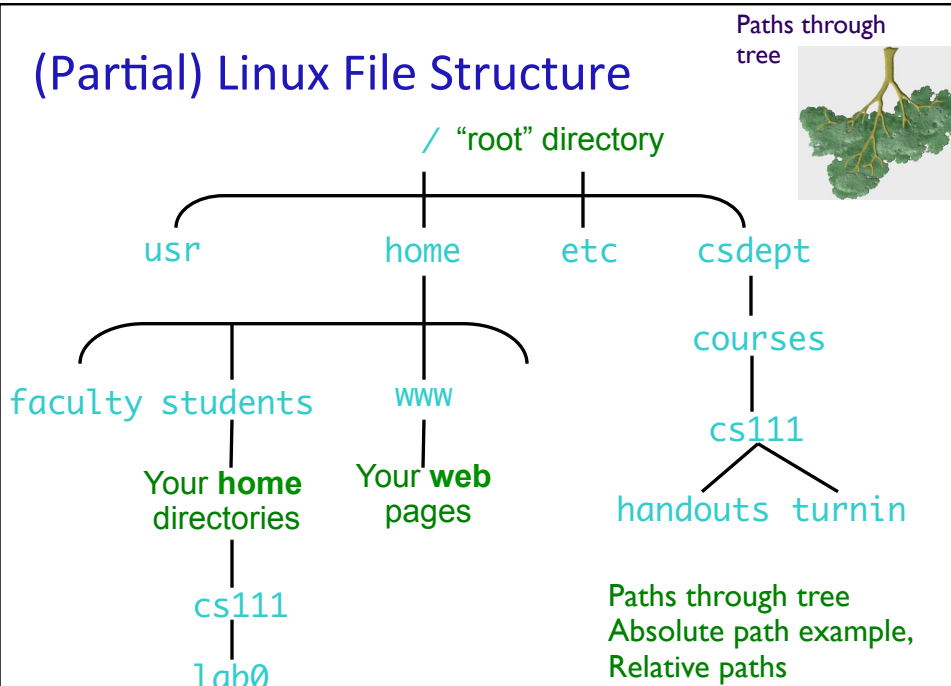 Paths through
tree
(Partial) Linux File Structure
/ “root” directory
usr home etc csdept
courses
faculty students www
cs111
Your home
directories
Your web
pages
handouts turnin
cs111
lab0
Paths through tree
Absolute path example,
Relative paths